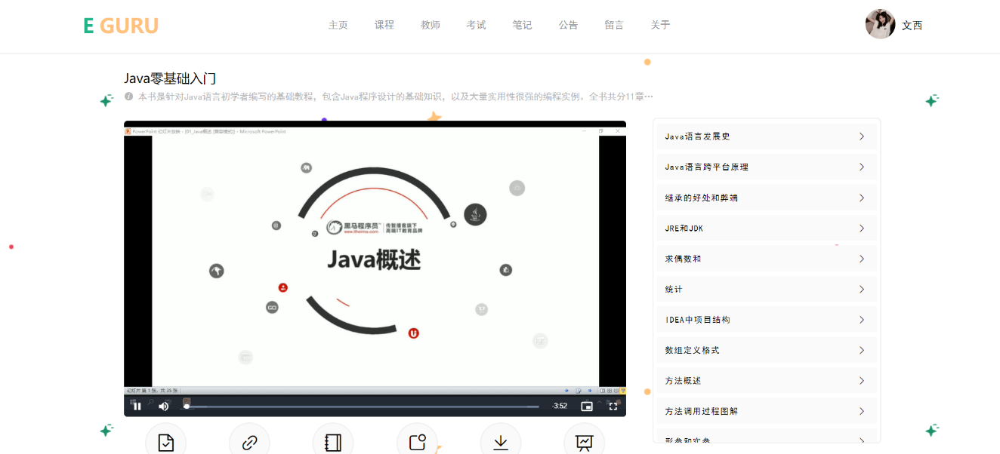 E GURU
主页 课程 教师 考试 笔记 公告 留言 关于
文西
Java零基础入门
本书是针对Java语言初学者编写的基础教程，包含Java程序设计的基础知识，以及大量实用性很强的编程实例。全书共分11章…
PowerPoint 幻灯片放映 - [01_Java概述 [兼容模式]] - Microsoft PowerPoint
黑马程序员
www.itheima.com
传智播客旗下
高端IT教育品牌
Java概述
幻灯片 第 1 张，共 35 张
-3:52
Java语言发展史
Java语言跨平台原理
继承的好处和弊端
JRE和JDK
求偶数和
统计
IDEA中项目结构
数组定义格式
方法概述
方法调用过程图解
形参和实参